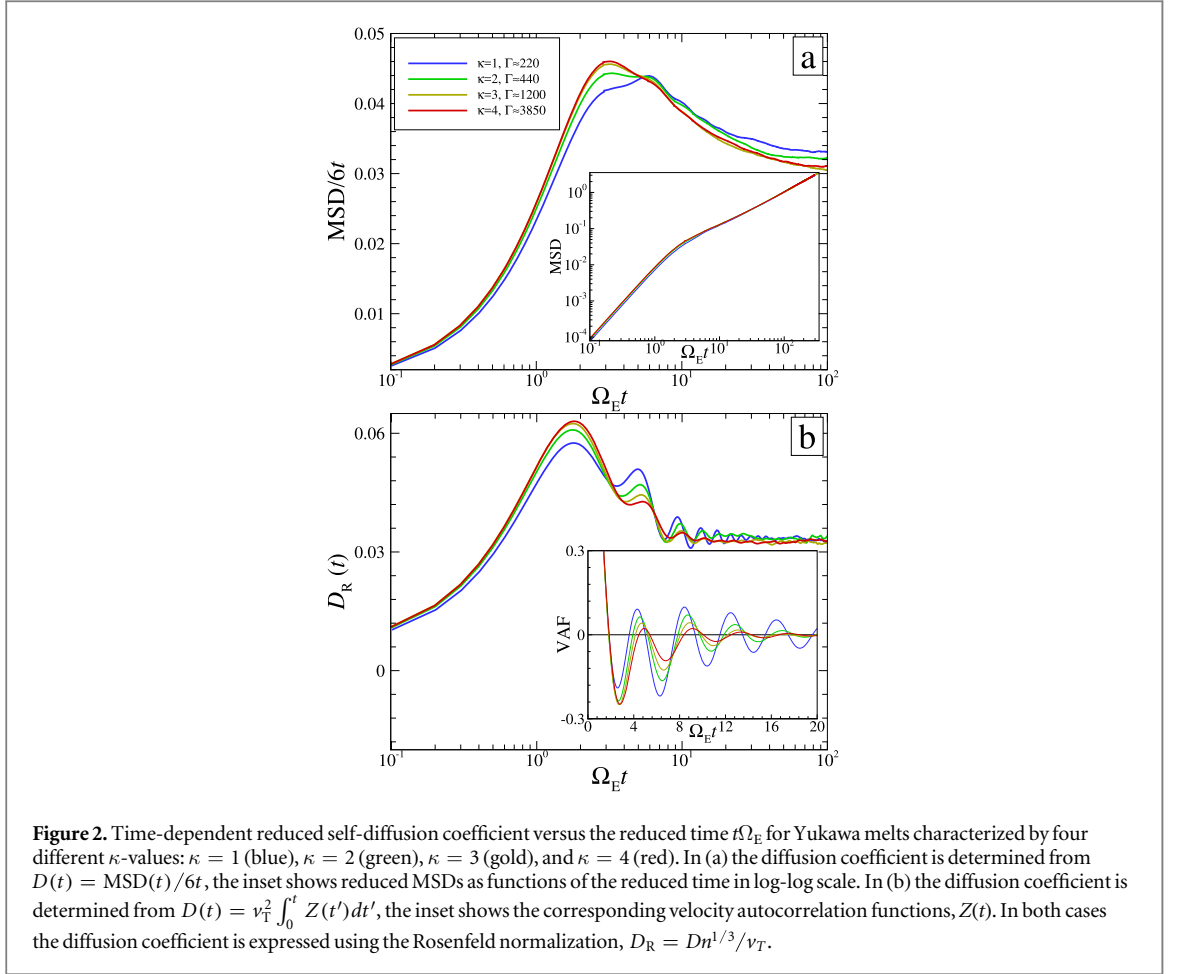 0.05
a
κ=1, Γ≈220
κ=2, Γ≈440
κ=3, Γ≈1200
κ=4, Γ≈3850
0.04
0.03
0.02
0.01
MSD/6t
10⁰
10⁻¹
10⁻²
10⁻³
10⁻⁴
MSD
10⁻¹ 10⁰ 10¹ 10²
Ω_E t
10⁻¹ 10⁰ 10¹ 10²
Ω_E t
b
0.06
0.03
0
D_R (t)
0.3
0
-0.3
VAF
0 4 8 12 16 20
Ω_E t
10⁻¹ 10⁰ 10¹ 10²
Ω_E t
Figure 2. Time-dependent reduced self-diffusion coefficient versus the reduced time tΩ_E for Yukawa melts characterized by four
different κ-values: κ = 1 (blue), κ = 2 (green), κ = 3 (gold), and κ = 4 (red). In (a) the diffusion coefficient is determined from
D(t) = MSD(t)/6t, the inset shows reduced MSDs as functions of the reduced time in log-log scale. In (b) the diffusion coefficient is
determined from D(t) = v_T² ∫₀ᵗ Z(t′)dt′, the inset shows the corresponding velocity autocorrelation functions, Z(t). In both cases
the diffusion coefficient is expressed using the Rosenfeld normalization, D_R = Dn^{1/3}/v_T.